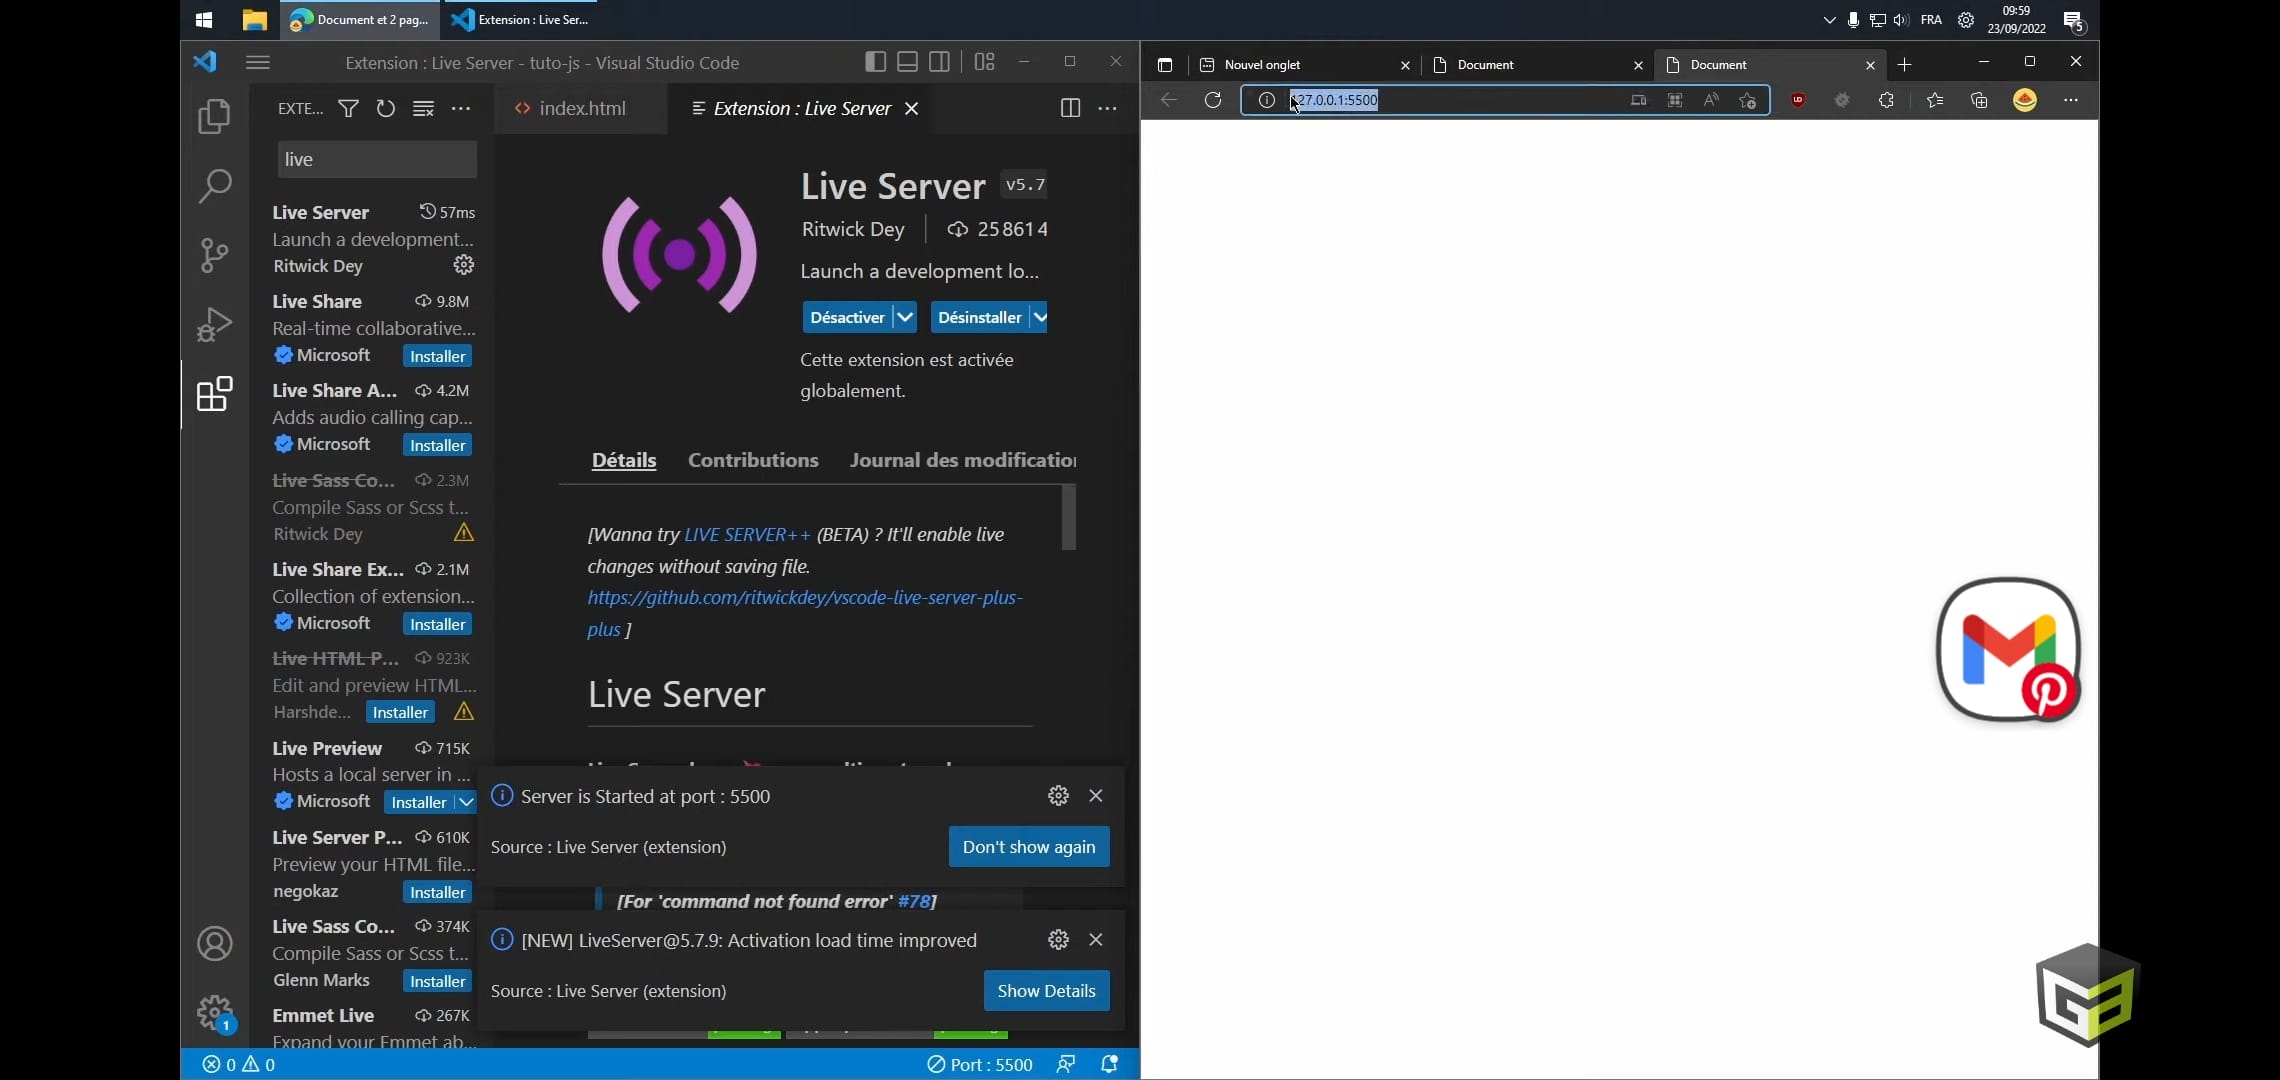 Document et 2 pag...
Extension : Live Ser...
FRA
09:59
23/09/2022
5
Extension : Live Server - tuto-js - Visual Studio Code
EXTE...
index.html
Extension : Live Server
live
Live Server
57ms
Launch a development...
Ritwick Dey
Live Share
9.8M
Real-time collaborative...
Microsoft
Installer
Live Share A...
4.2M
Adds audio calling cap...
Microsoft
Installer
Live Sass Co...
2.3M
Compile Sass or Scss t...
Ritwick Dey
Live Share Ex...
2.1M
Collection of extension...
Microsoft
Installer
Live HTML P...
923K
Edit and preview HTML...
Harshde...
Installer
Live Preview
715K
Hosts a local server in ...
Microsoft
Installer
Live Server P...
610K
Preview your HTML file...
negokaz
Installer
Live Sass Co...
374K
Compile Sass or Scss t...
Glenn Marks
Installer
Emmet Live
267K
Expand your Emmet ab...
1
Live Server
v5.7
Ritwick Dey
25 861 4
Launch a development lo...
Désactiver
Désinstaller
Cette extension est activée
globalement.
Détails
Contributions
Journal des modification
[Wanna try LIVE SERVER++ (BETA) ? It'll enable live
changes without saving file.
https://github.com/ritwickdey/vscode-live-server-plus-
plus ]
Live Server
Server is Started at port : 5500
Source : Live Server (extension)
Don't show again
[For 'command not found error' #78]
[NEW] LiveServer@5.7.9: Activation load time improved
Source : Live Server (extension)
Show Details
0
0
Port : 5500
Nouvel onglet
Document
Document
127.0.0.1:5500